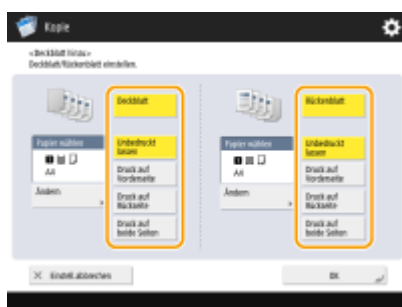 Kopie
<Deckblatt hinzu>
Deckblatt/Rückenblatt einstellen.
Deckblatt
Rückenblatt
Papier wählen
Unbedruckt
lassen
Papier wählen
Unbedruckt
lassen
1
A4
Druck auf
Vorderseite
1
A4
Druck auf
Vorderseite
Ändern
Druck auf
Rückseite
Ändern
Druck auf
Rückseite
Druck auf
beide Seiten
Druck auf
beide Seiten
× Einstell. abbrechen
OK